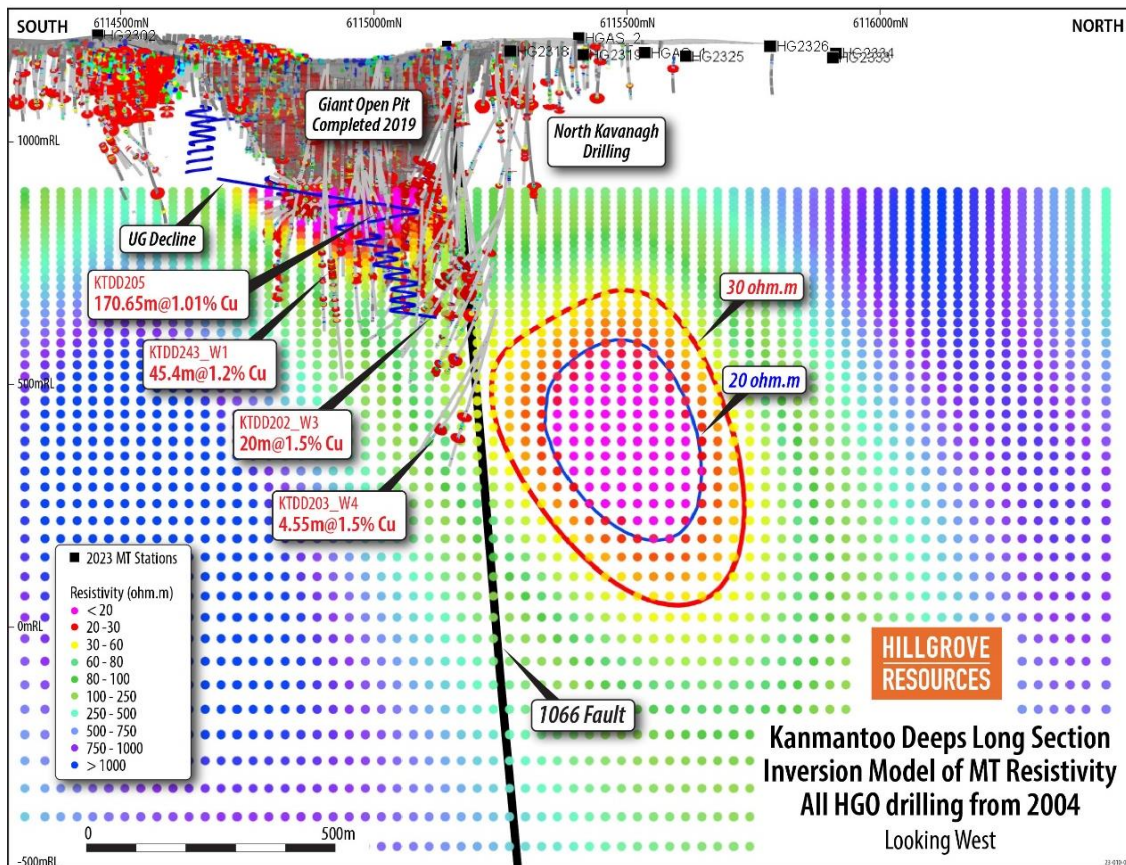 SOUTH
6114500mN
6115000mN
6115500mN
6116000mN
NORTH
HG2302
HGAS_2
HG2318
HG2319
HG2325
HG2326
Giant Open Pit
Completed 2019
North Kavanagh
Drilling
1000mRL
UG Decline
KTDD205
170.65m@1.01% Cu
30 ohm.m
KTDD243_W1
45.4m@1.2% Cu
20 ohm.m
500mRL
KTDD202_W3
20m@1.5% Cu
KTDD203_W4
4.55m@1.5% Cu
2023 MT Stations
Resistivity (ohm.m)
< 20
20 -30
30 - 60
60 - 80
80 - 100
100 - 250
250 - 500
500 - 750
750 - 1000
> 1000
0mRL
HILLGROVE
RESOURCES
1066 Fault
Kanmantoo Deeps Long Section
Inversion Model of MT Resistivity
All HGO drilling from 2004
Looking West
0
500m
-500mRL